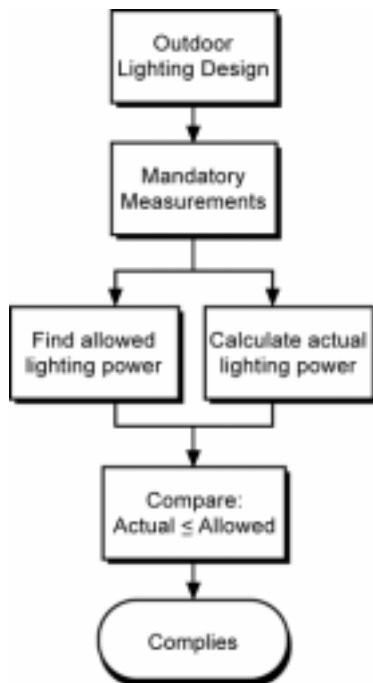 Outdoor
Lighting Design
Mandatory
Measurements
Find allowed
lighting power
Calculate actual
lighting power
Compare:
Actual ≤ Allowed
Complies